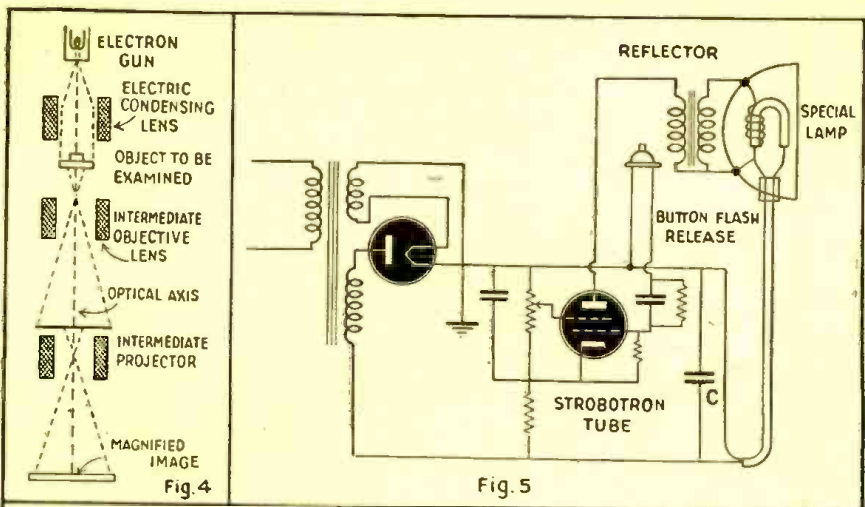 ELECTRON
GUN
ELECTRIC
CONDENSING
LENS
OBJECT TO BE
EXAMINED
INTERMEDIATE
OBJECTIVE
LENS
OPTICAL AXIS
INTERMEDIATE
PROJECTOR
MAGNIFIED
IMAGE
Fig.4
REFLECTOR
SPECIAL
LAMP
BUTTON FLASH
RELEASE
STROBOTRON
TUBE
C
Fig.5